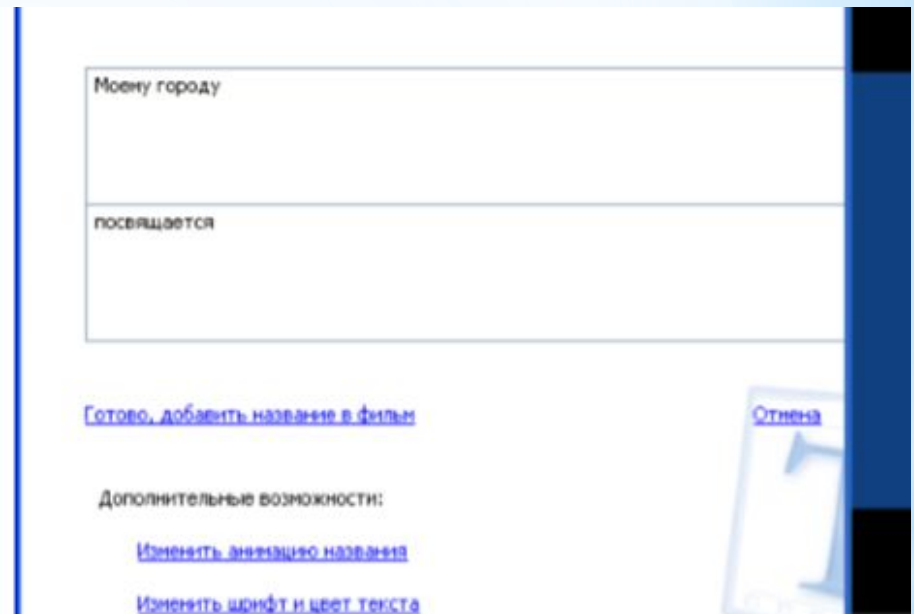 Моему городу
посвящается
Готово, добавить название в фильм
Отмена
Дополнительные возможности:
Изменить анимацию названия
Изменить шрифт и цвет текста